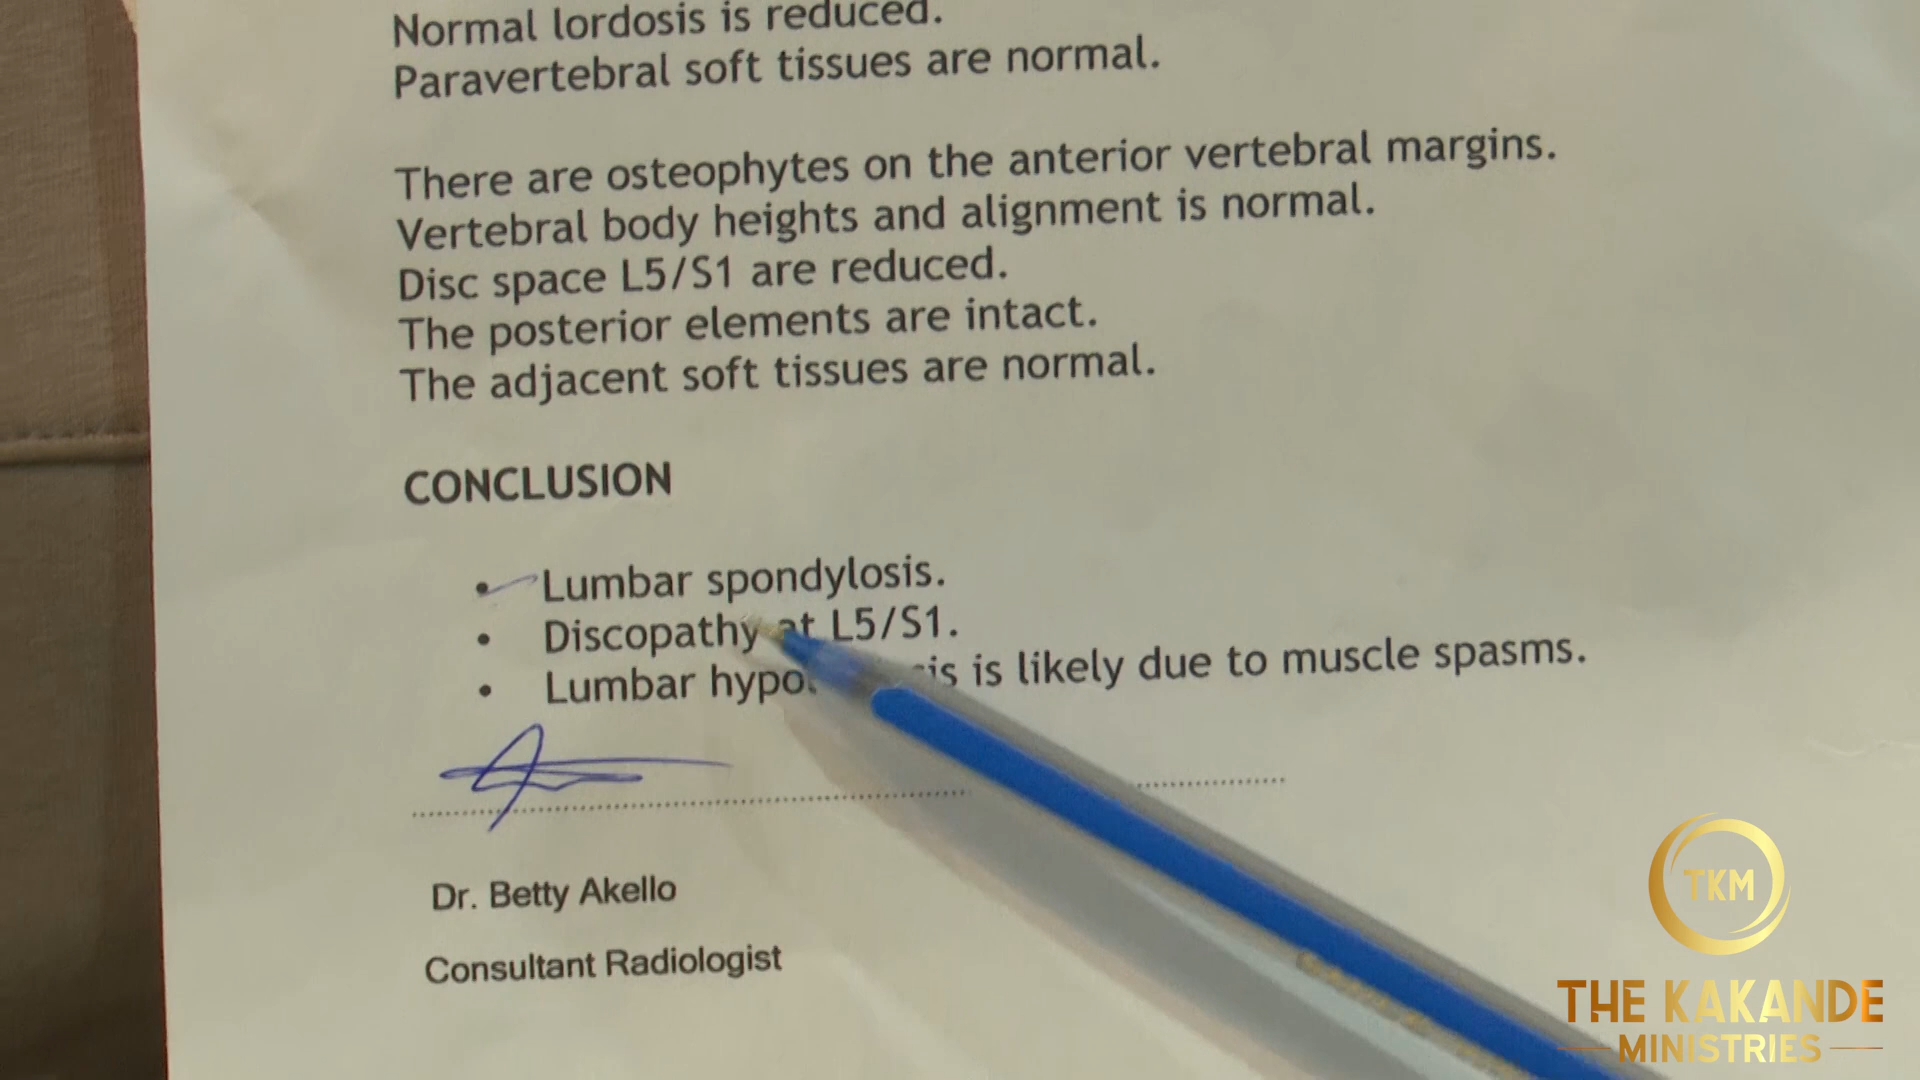 Normal lordosis is reduced.
Paravertebral soft tissues are normal.
There are osteophytes on the anterior vertebral margins.
Vertebral body heights and alignment is normal.
Disc space L5/S1 are reduced.
The posterior elements are intact.
The adjacent soft tissues are normal.
CONCLUSION
• Lumbar spondylosis.
• Discopathy at L5/S1.
• Lumbar is likely due to muscle spasms.
Dr. Betty Akello
Consultant Radiologist
TKM
THE KAKANDE
MINISTRIES